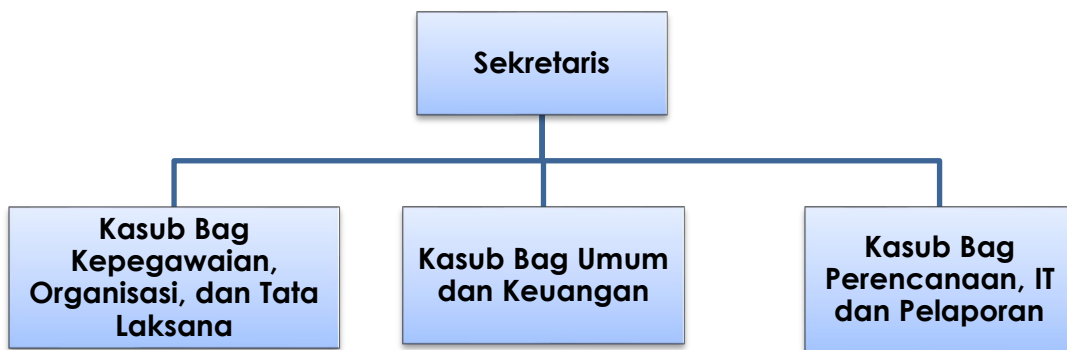 Sekretaris
Kasub Bag
Kepegawaian,
Organisasi, dan Tata
Laksana
Kasub Bag Umum
dan Keuangan
Kasub Bag
Perencanaan, IT
dan Pelaporan